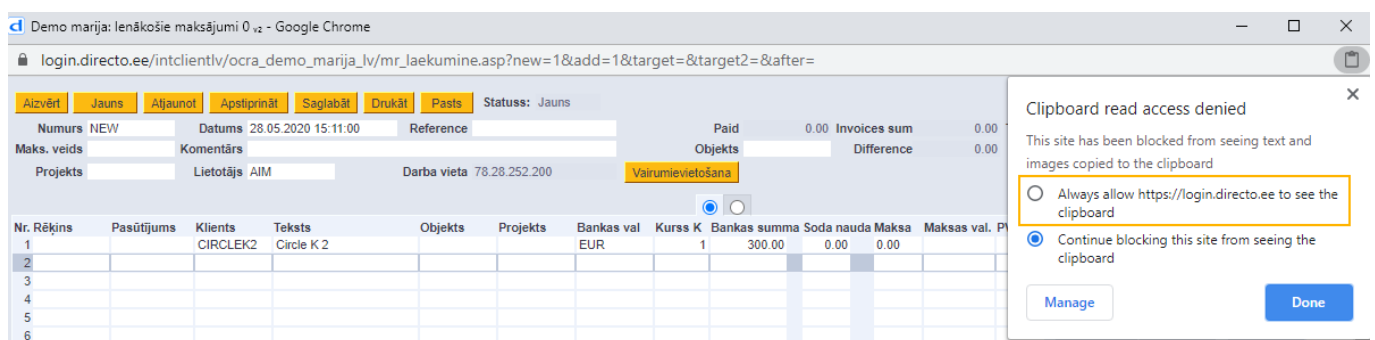 Demo marija: Ienākošie maksājumi 0 v2 - Google Chrome
login.directo.ee/intclientlv/ocra_demo_marija_lv/mr_laekumine.asp?new=1&add=1&target=&target2=&after=
Aizvērt Jauns Atjaunot Apstiprināt Saglabāt Drukāt Pasts Statuss: Jauns
Numurs NEW Datums 28.05.2020 15:11:00 Reference Paid 0.00 Invoices sum 0.00
Maks. veids Komentārs Objekts Difference 0.00
Projekts Lietotājs AIM Darba vieta 78.28.252.200 Vairumievietošana
Nr. Rēķins Pasūtījums Klients Teksts Objekts Projekts Bankas val Kurss K Bankas summa Soda nauda Maksa Maksas val. P
1 CIRCLEK2 Circle K 2 EUR 1 300.00 0.00 0.00
2
3
4
5
6
Clipboard read access denied
This site has been blocked from seeing text and
images copied to the clipboard
Always allow https://login.directo.ee to see the
clipboard
Continue blocking this site from seeing the
clipboard
Manage Done